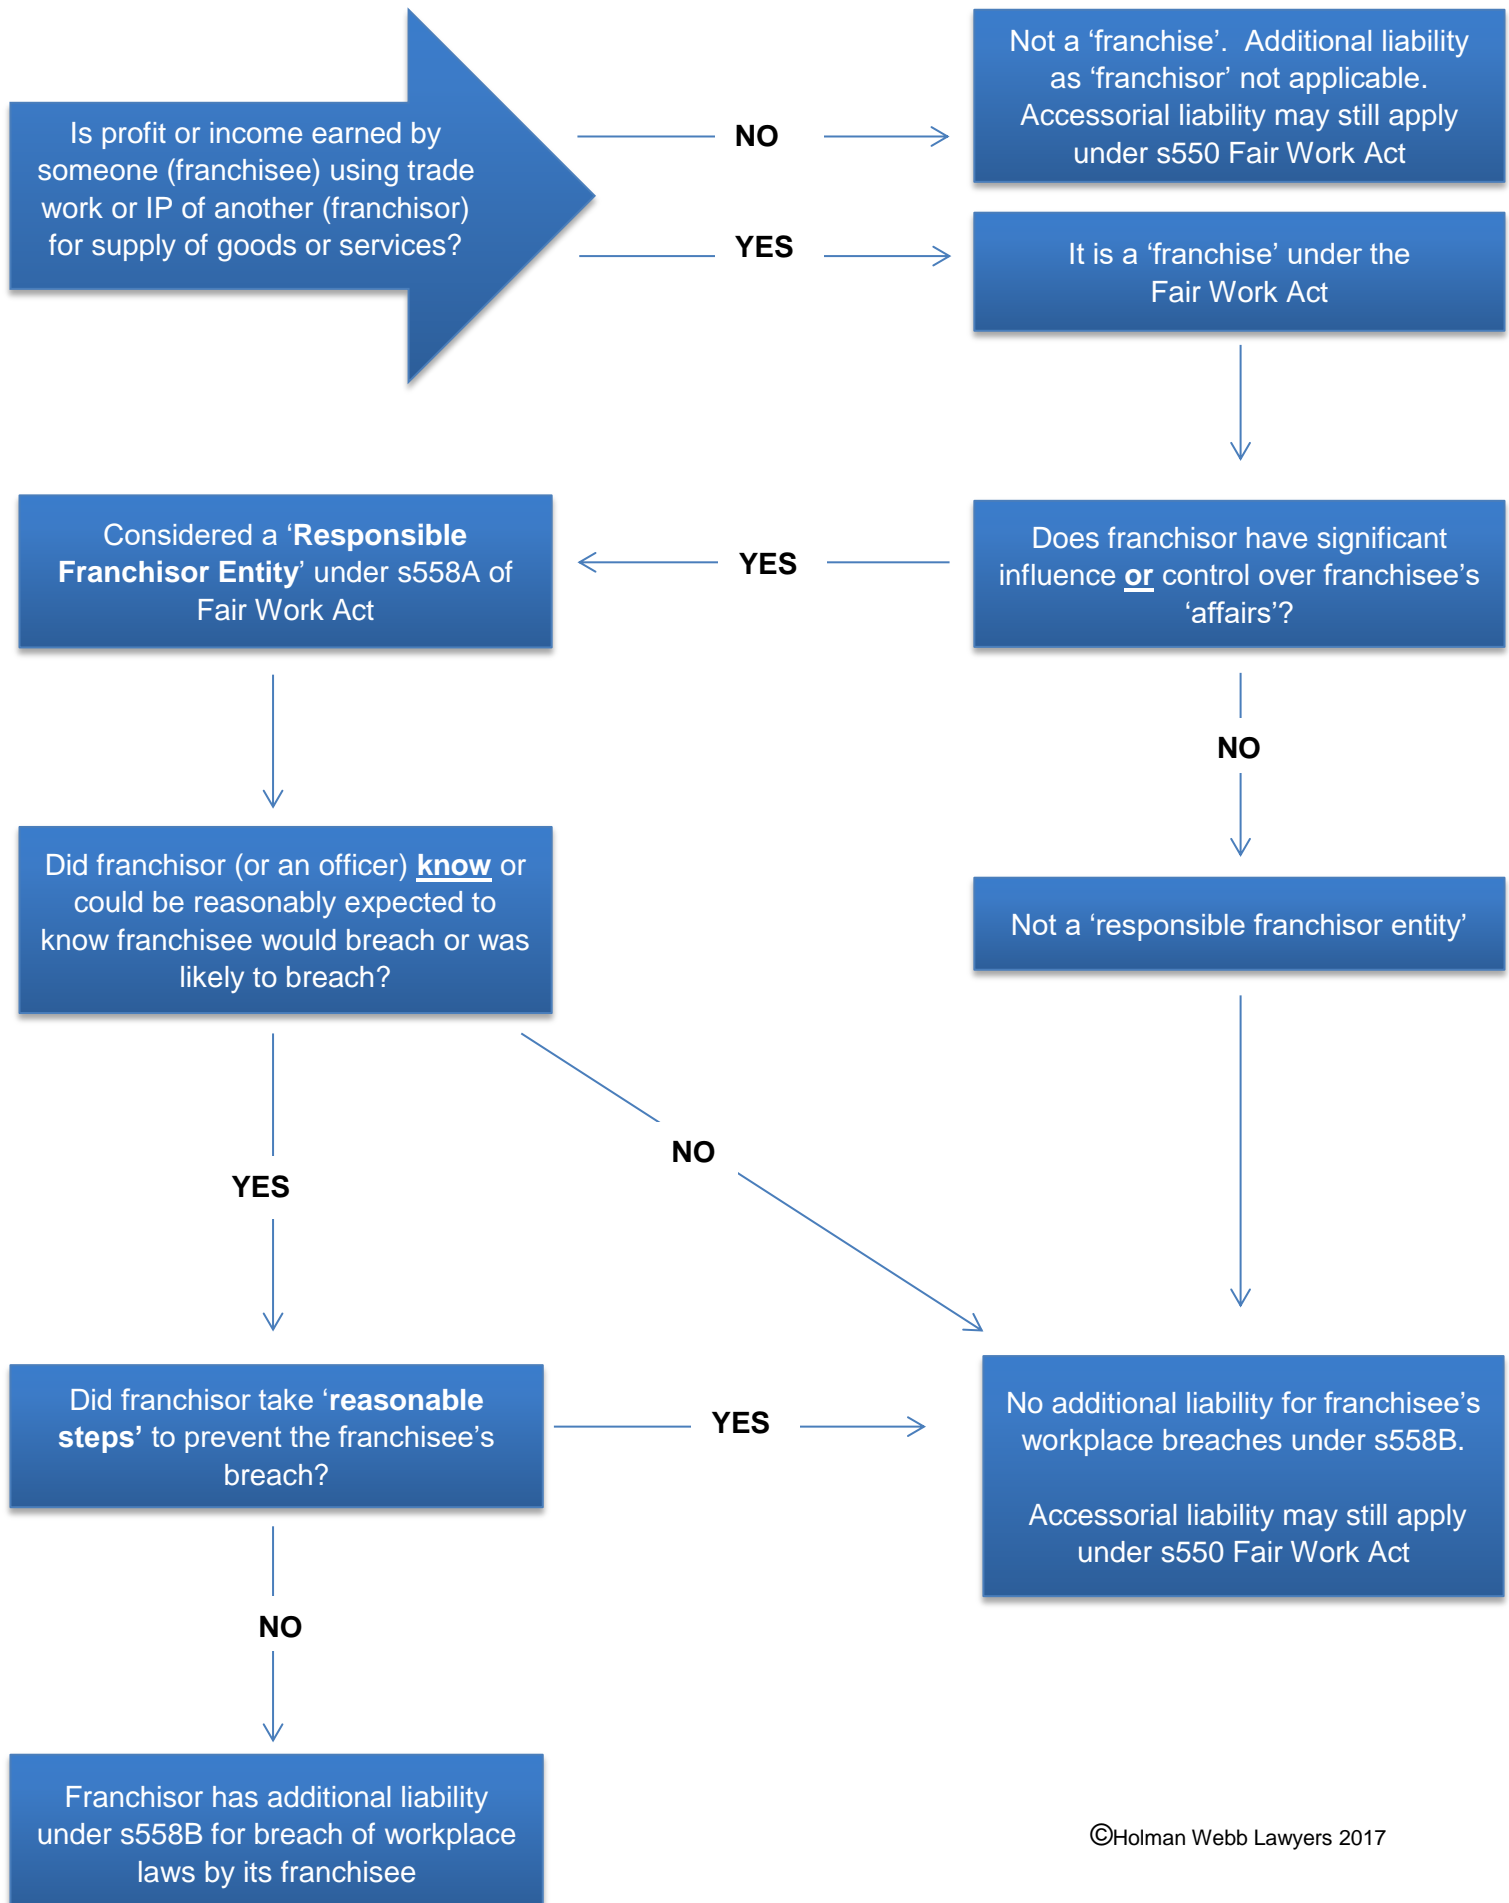 Is profit or income earned by
someone (franchisee) using trade
work or IP of another (franchisor)
for supply of goods or services?
NO
Not a ‘franchise’.  Additional liability
as ‘franchisor’ not applicable.
Accessorial liability may still apply
under s550 Fair Work Act
YES
It is a ‘franchise’ under the
Fair Work Act
Does franchisor have significant
influence or control over franchisee’s
‘affairs’?
YES
Considered a ‘Responsible
Franchisor Entity’ under s558A of
Fair Work Act
NO
Not a ‘responsible franchisor entity’
Did franchisor (or an officer) know or
could be reasonably expected to
know franchisee would breach or was
likely to breach?
NO
YES
Did franchisor take ‘reasonable
steps’ to prevent the franchisee’s
breach?
YES
No additional liability for franchisee’s
workplace breaches under s558B.
Accessorial liability may still apply
under s550 Fair Work Act
NO
Franchisor has additional liability
under s558B for breach of workplace
laws by its franchisee
©Holman Webb Lawyers 2017